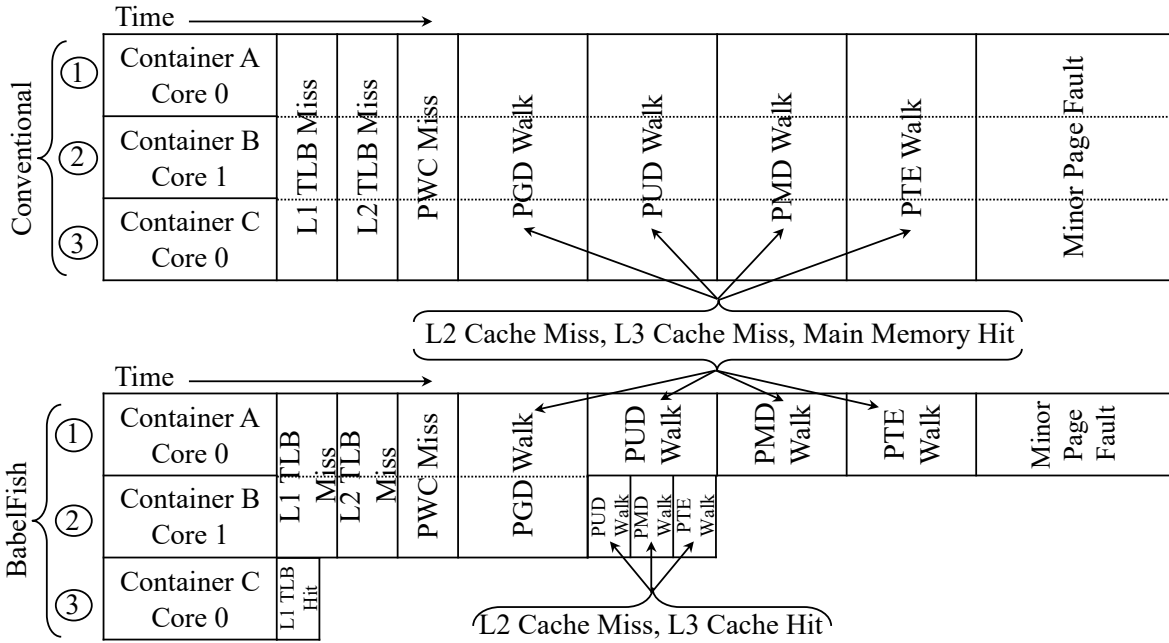 Time
Conventional
1
Container A
Core 0
2
Container B
Core 1
3
Container C
Core 0
L1 TLB Miss
L2 TLB Miss
PWC Miss
PGD Walk
PUD Walk
PMD Walk
PTE Walk
Minor Page Fault
L2 Cache Miss, L3 Cache Miss, Main Memory Hit
Time
BabelFish
1
Container A
Core 0
2
Container B
Core 1
3
Container C
Core 0
L1 TLB
Miss
L2 TLB
Miss
PWC Miss
PGD Walk
PUD
Walk
PMD
Walk
PTE
Walk
Minor
Page
Fault
PUD
Walk
PMD
Walk
PTE
Walk
L1 TLB
Hit
L2 Cache Miss, L3 Cache Hit